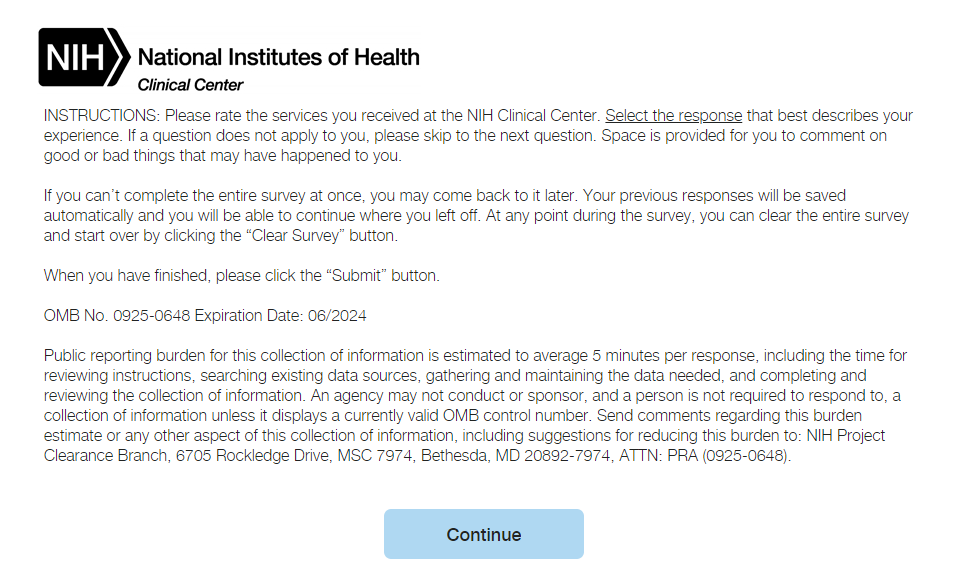 NIH National Institutes of Health
Clinical Center
INSTRUCTIONS: Please rate the services you received at the NIH Clinical Center. Select the response that best describes your
experience. If a question does not apply to you, please skip to the next question. Space is provided for you to comment on
good or bad things that may have happened to you.
If you can’t complete the entire survey at once, you may come back to it later. Your previous responses will be saved
automatically and you will be able to continue where you left off. At any point during the survey, you can clear the entire survey
and start over by clicking the “Clear Survey” button.
When you have finished, please click the “Submit” button.
OMB No. 0925-0648 Expiration Date: 06/2024
Public reporting burden for this collection of information is estimated to average 5 minutes per response, including the time for
reviewing instructions, searching existing data sources, gathering and maintaining the data needed, and completing and
reviewing the collection of information. An agency may not conduct or sponsor, and a person is not required to respond to, a
collection of information unless it displays a currently valid OMB control number. Send comments regarding this burden
estimate or any other aspect of this collection of information, including suggestions for reducing this burden to: NIH Project
Clearance Branch, 6705 Rockledge Drive, MSC 7974, Bethesda, MD 20892-7974, ATTN: PRA (0925-0648).
Continue